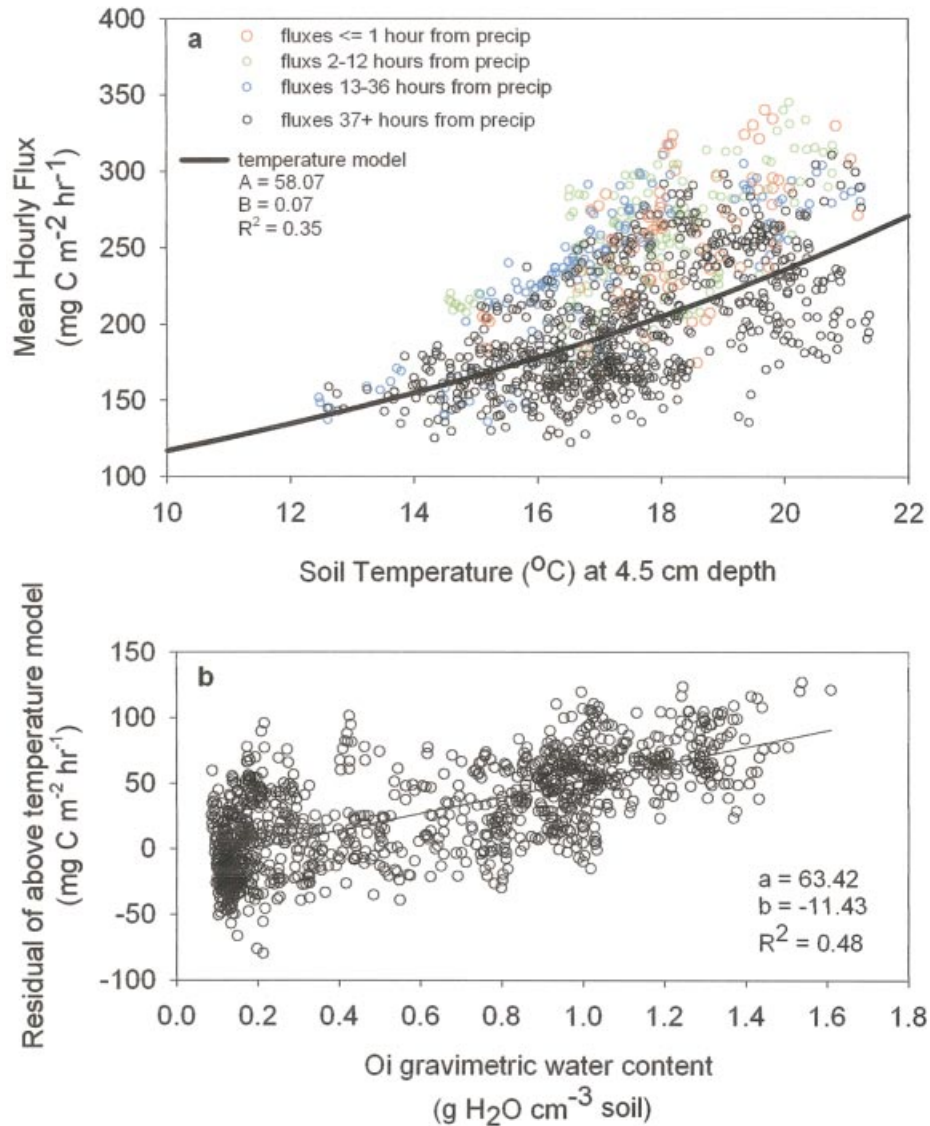 a
fluxes <= 1 hour from precip
fluxs 2-12 hours from precip
fluxes 13-36 hours from precip
fluxes 37+ hours from precip
temperature model
A = 58.07
B = 0.07
R² = 0.35
400
350
300
250
200
150
100
Mean Hourly Flux
(mg C m⁻² hr⁻¹)
10 12 14 16 18 20 22
Soil Temperature (ᴼC) at 4.5 cm depth
b
150
100
50
0
-50
-100
Residual of above temperature model
(mg C m⁻² hr⁻¹)
a = 63.42
b = -11.43
R² = 0.48
0.0 0.2 0.4 0.6 0.8 1.0 1.2 1.4 1.6 1.8
Oi gravimetric water content
(g H₂O cm⁻³ soil)